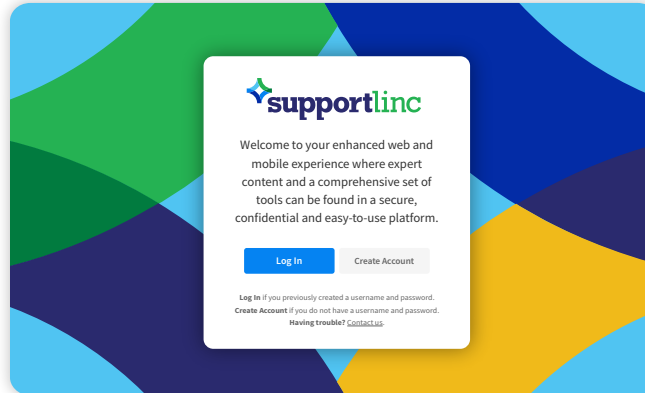 supportlinc
Welcome to your enhanced web and
mobile experience where expert
content and a comprehensive set of
tools can be found in a secure,
confidential and easy-to-use platform.
Log In Create Account
Log In if you previously created a username and password.
Create Account if you do not have a username and password.
Having trouble? Contact us.